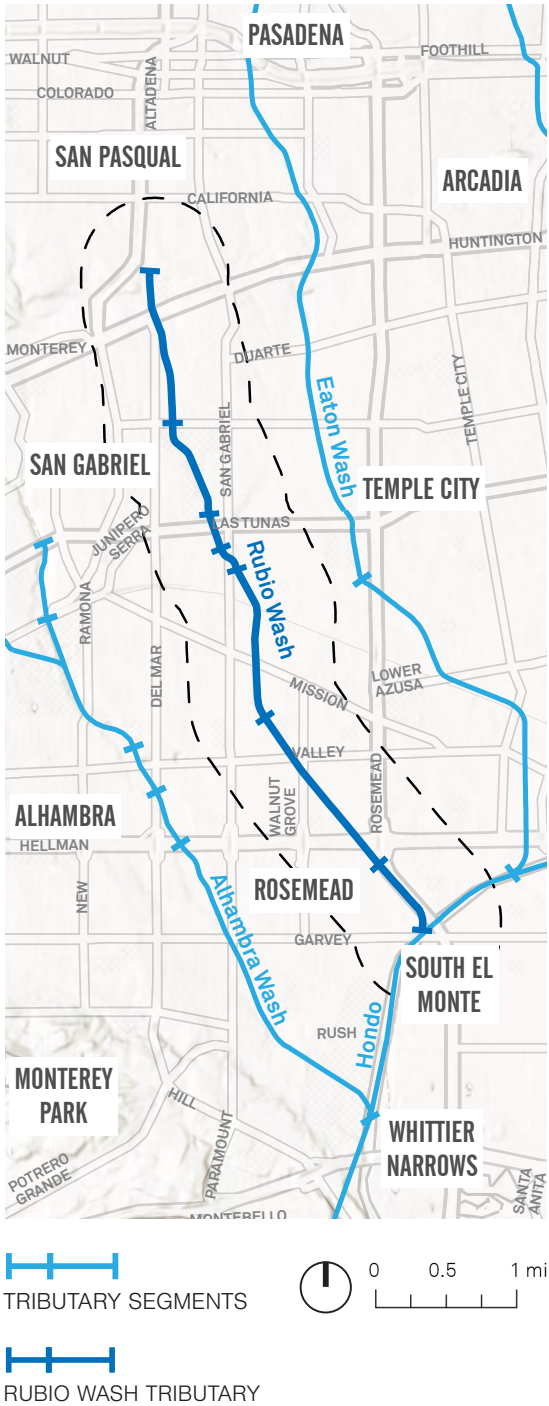 PASADENA
FOOTHILL
WALNUT
COLORADO
ALTADENA
SAN PASQUAL
ARCADIA
CALIFORNIA
HUNTINGTON
MONTEREY
DUARTE
TEMPLE CITY
Eaton Wash
SAN GABRIEL
SAN GABRIEL
TEMPLE CITY
JUNIPERO
SERRA
LAS TUNAS
Rubio Wash
RAMONA
DEL MAR
MISSION
LOWER
AZUSA
VALLEY
ROSEMEAD
WALNUT
GROVE
ALHAMBRA
HELLMAN
NEW
ROSEMEAD
Alhambra Wash
GARVEY
SOUTH EL
MONTE
Hondo
RUSH
MONTEREY
PARK
HILL
PARAMOUNT
WHITTIER
NARROWS
POTRERO
GRANDE
SANTA
ANITA
MONTEBELLO
TRIBUTARY SEGMENTS
0 0.5 1 mi
RUBIO WASH TRIBUTARY